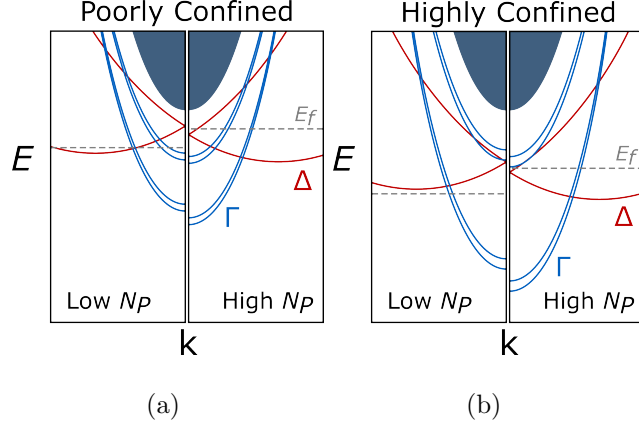 Poorly Confined
Highly Confined
E
E_f
Δ
Γ
Low N_P
High N_P
k
E
E_f
Δ
Γ
Low N_P
High N_P
k
(a)
(b)